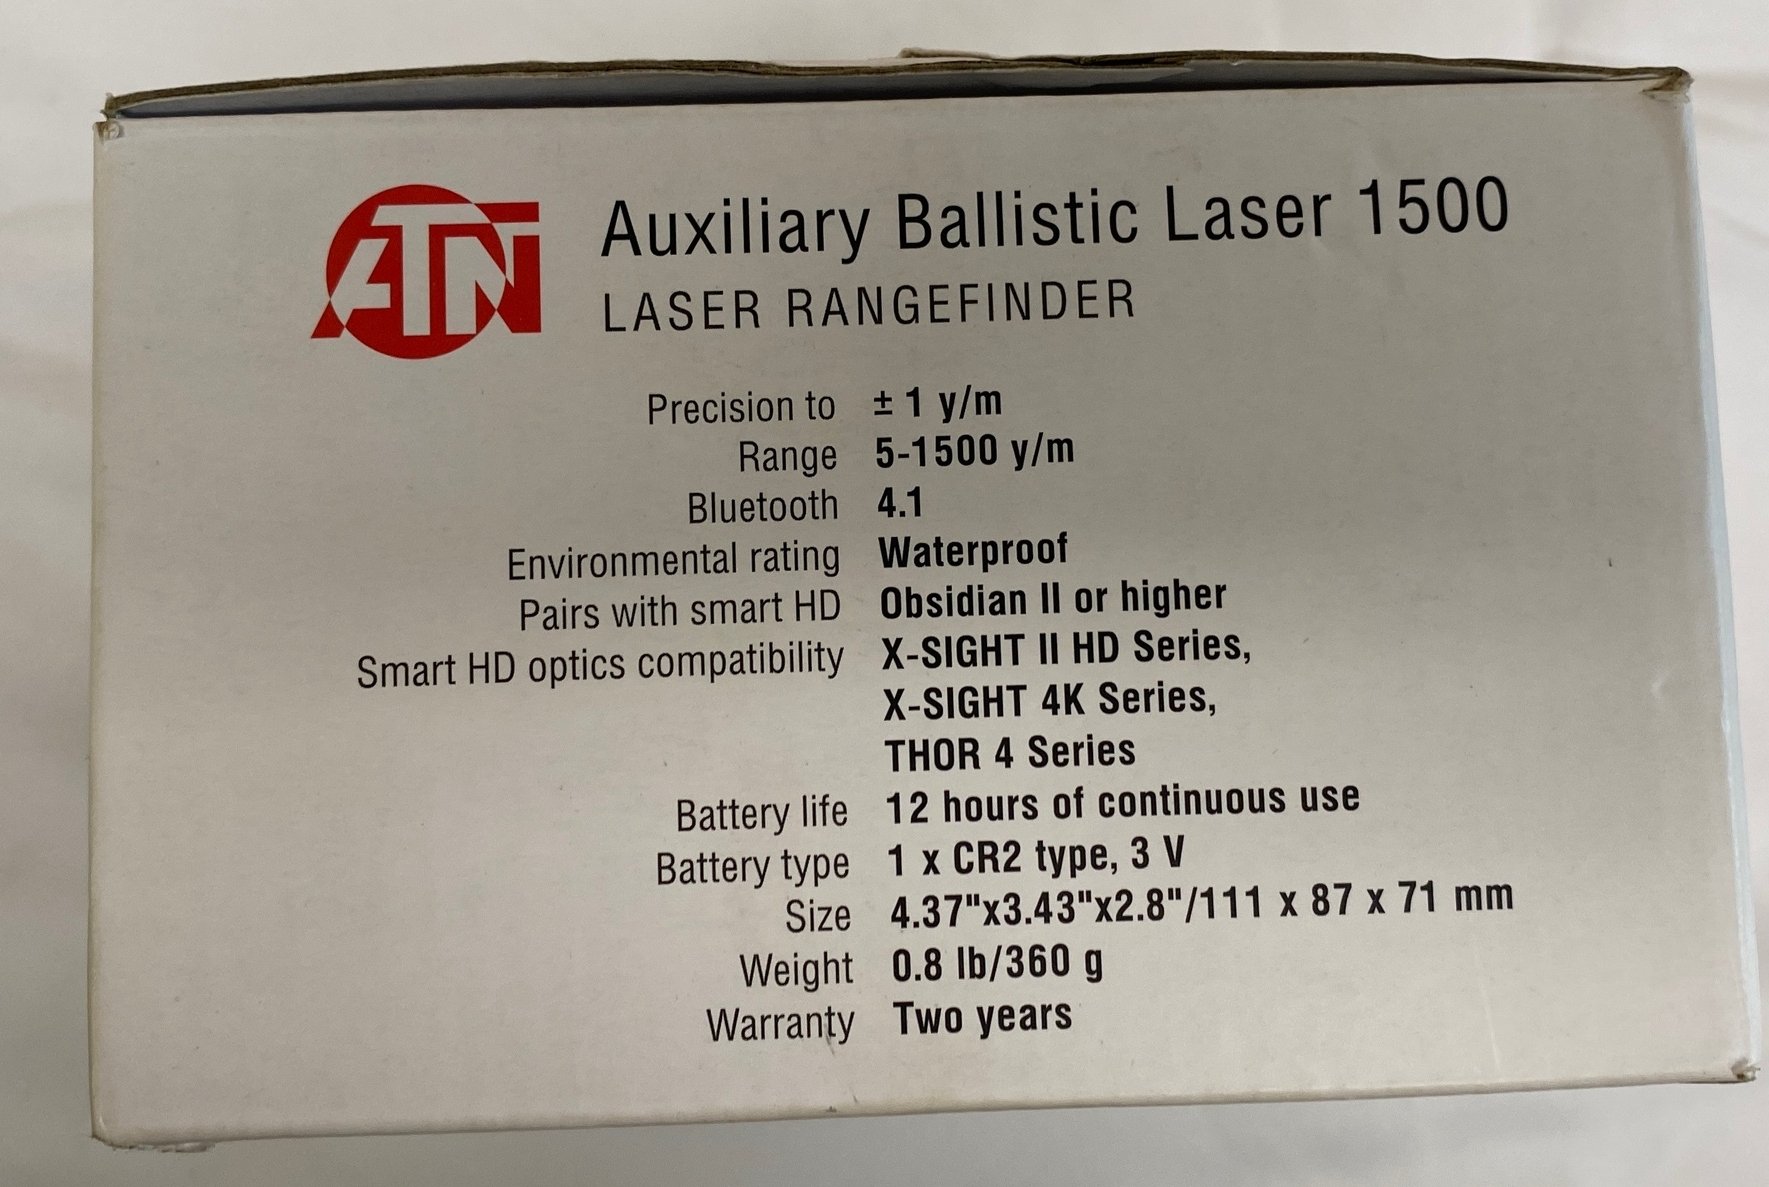 ATN
Auxiliary Ballistic Laser 1500
LASER RANGEFINDER
Precision to ± 1 y/m
Range 5-1500 y/m
Bluetooth 4.1
Environmental rating Waterproof
Pairs with smart HD Obsidian II or higher
Smart HD optics compatibility X-SIGHT II HD Series,
X-SIGHT 4K Series,
THOR 4 Series
Battery life 12 hours of continuous use
Battery type 1 x CR2 type, 3 V
Size 4.37"x3.43"x2.8"/111 x 87 x 71 mm
Weight 0.8 lb/360 g
Warranty Two years